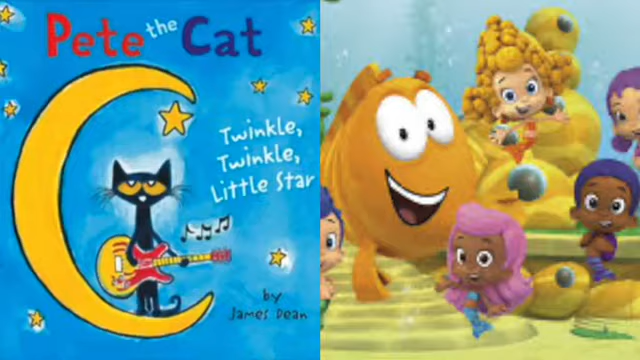 Pete the Cat
Twinkle,
Twinkle,
Little Star
by
James Dean